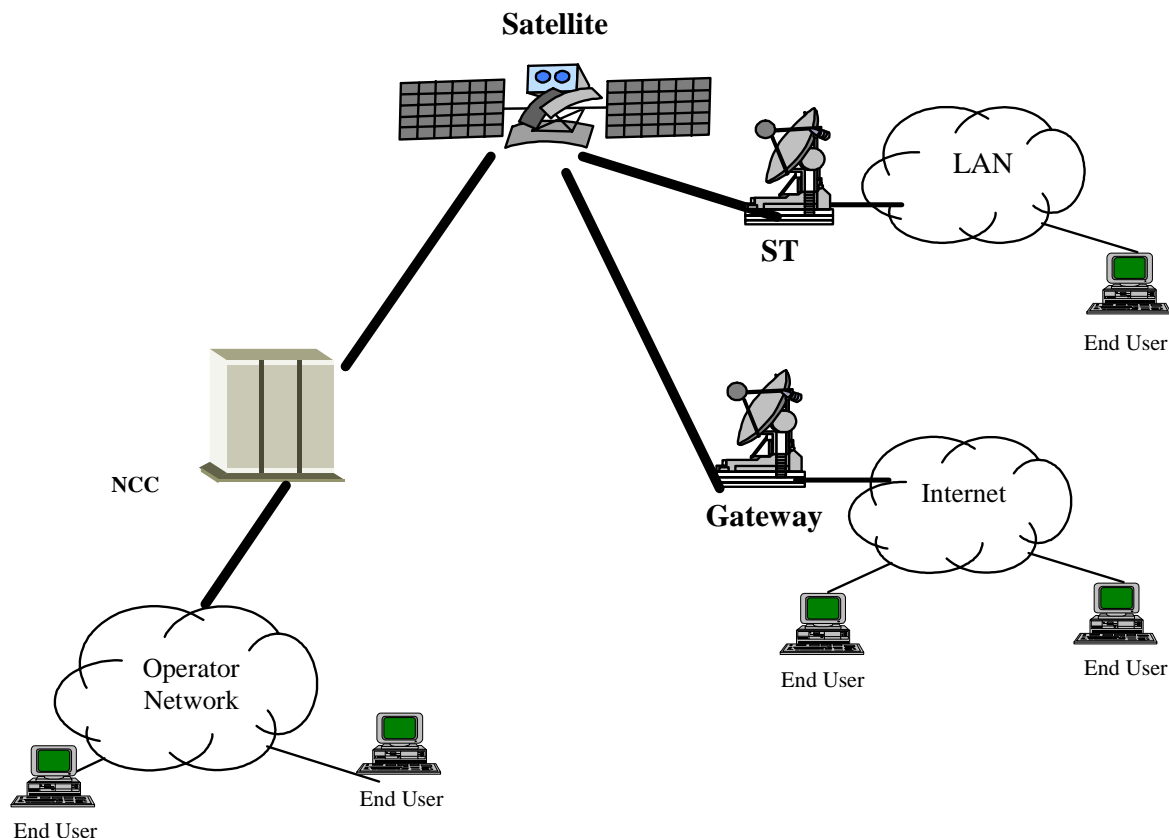 Satellite
LAN
ST
End User
NCC
Gateway
Internet
End User
End User
Operator
Network
End User
End User